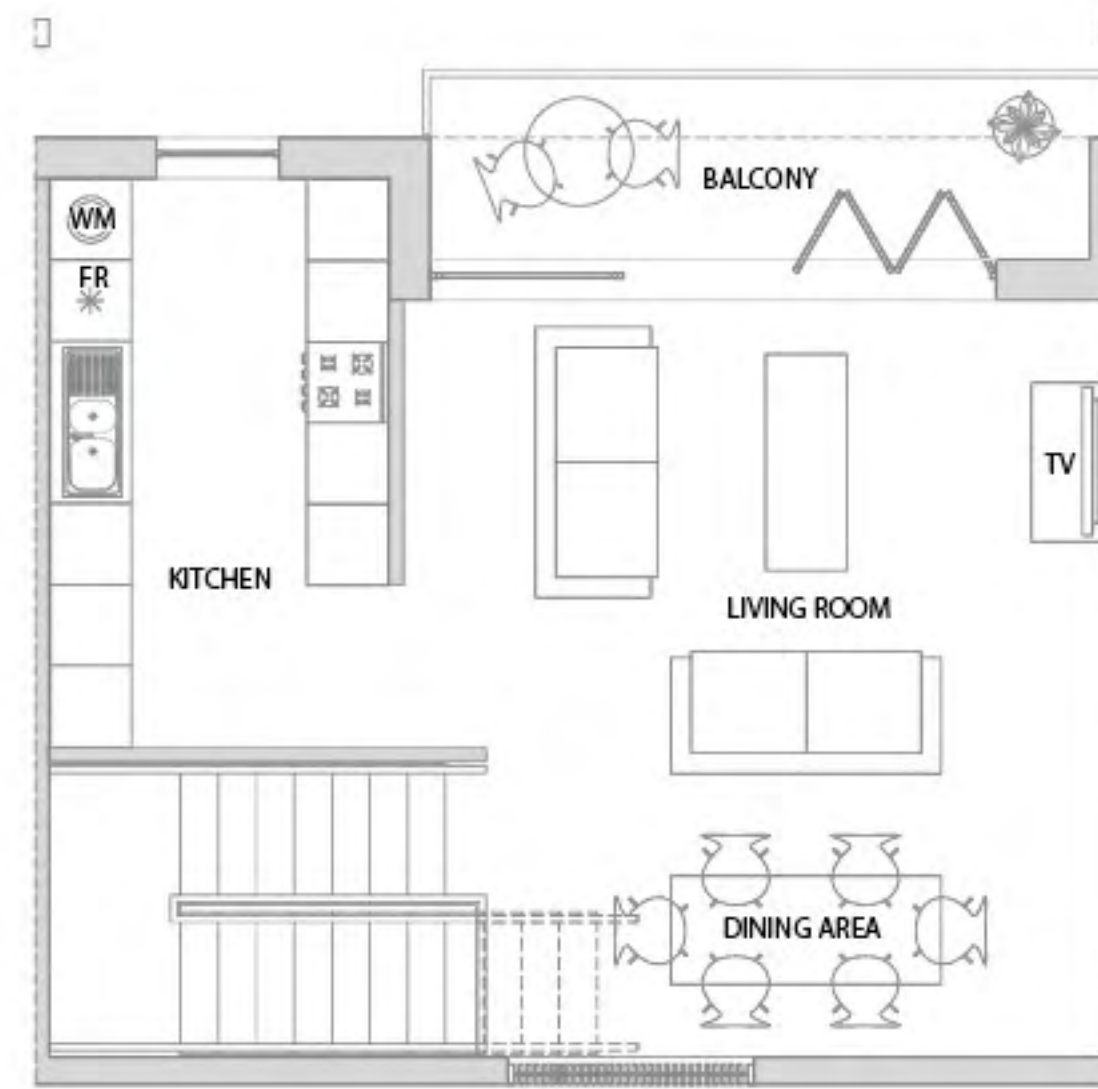 BALCONY
WM
FR
TV
KITCHEN
LIVING ROOM
DINING AREA